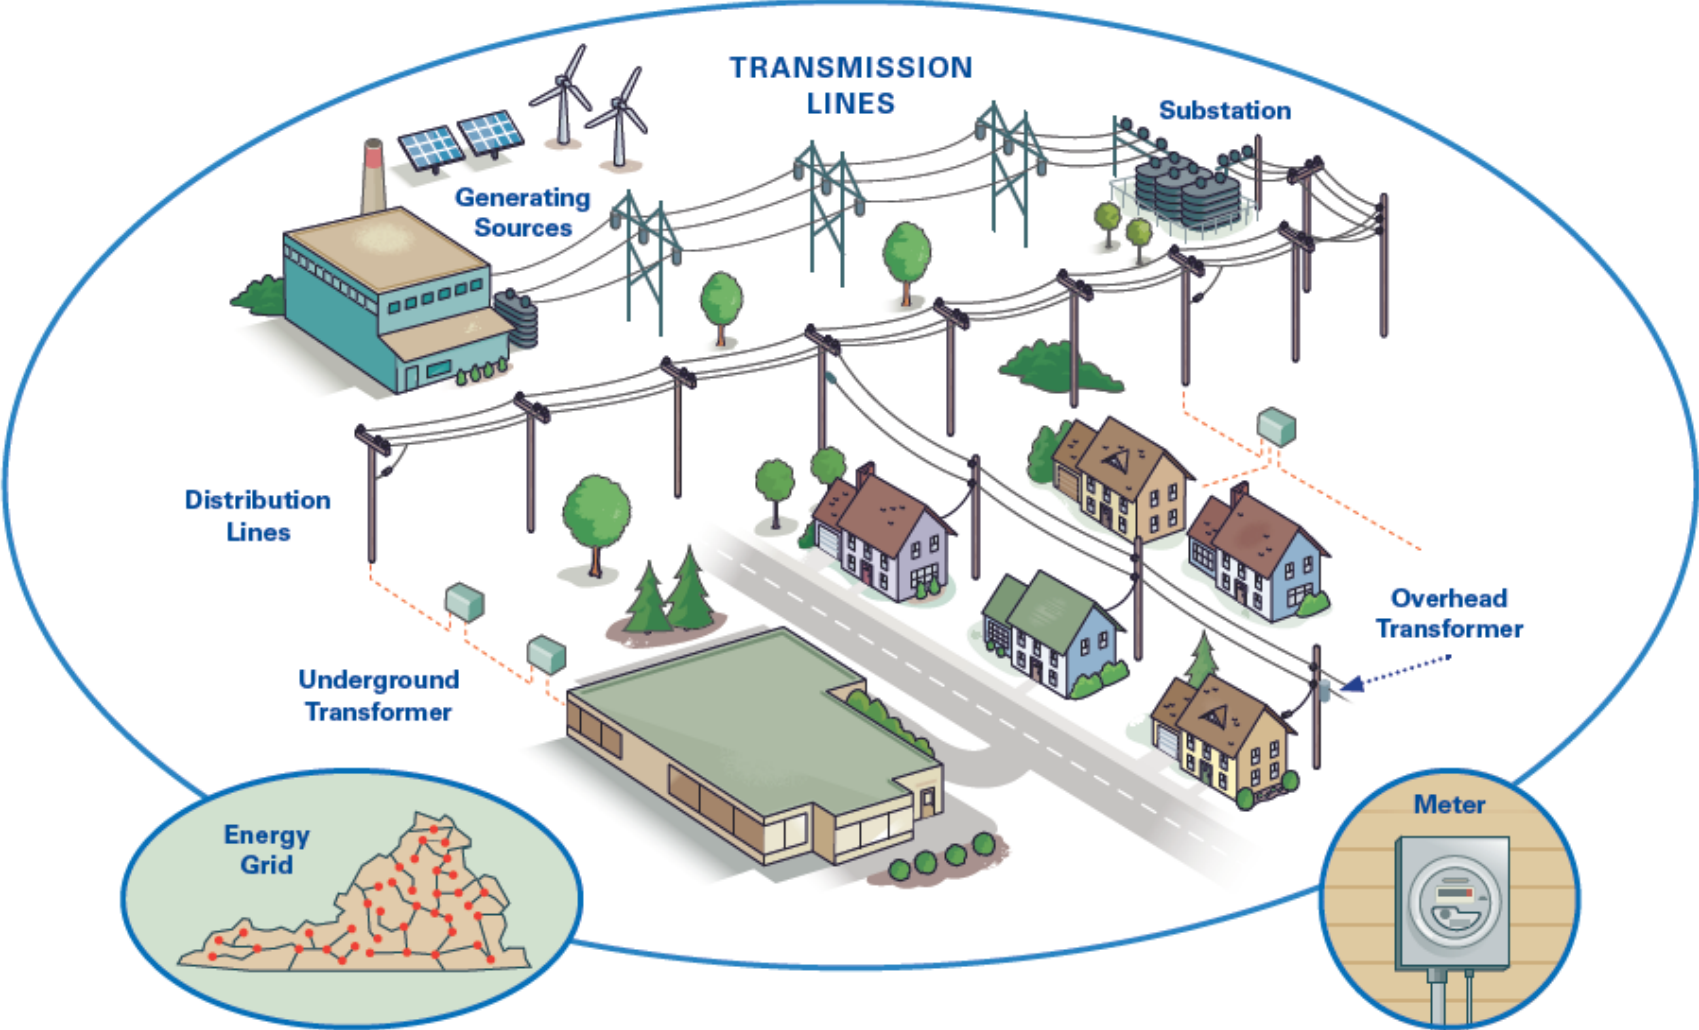 TRANSMISSION
LINES
Substation
Generating
Sources
Distribution
Lines
Overhead
Transformer
Underground
Transformer
Energy
Grid
Meter